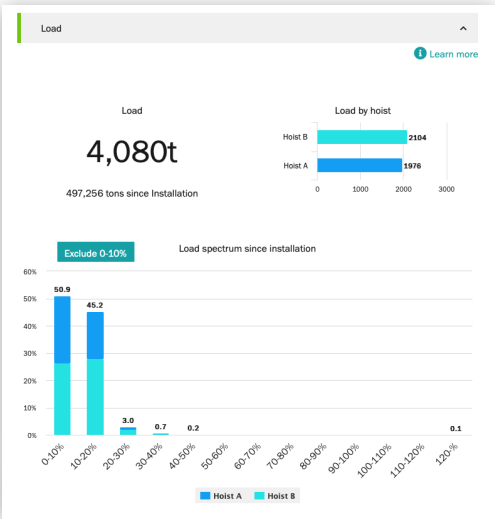 Load
Learn more
Load
4,080t
497,256 tons since Installation
Load by hoist
Hoist B
2104
Hoist A
1976
0 1000 2000 3000
Exclude 0-10%
Load spectrum since installation
60%
50%
40%
30%
20%
10%
0%
50.9
45.2
3.0
0.7
0.2
0.1
0-10% 10-20% 20-30% 30-40% 40-50% 50-60% 60-70% 70-80% 80-90% 90-100% 100-110% 110-120% 120-%
Hoist A Hoist B